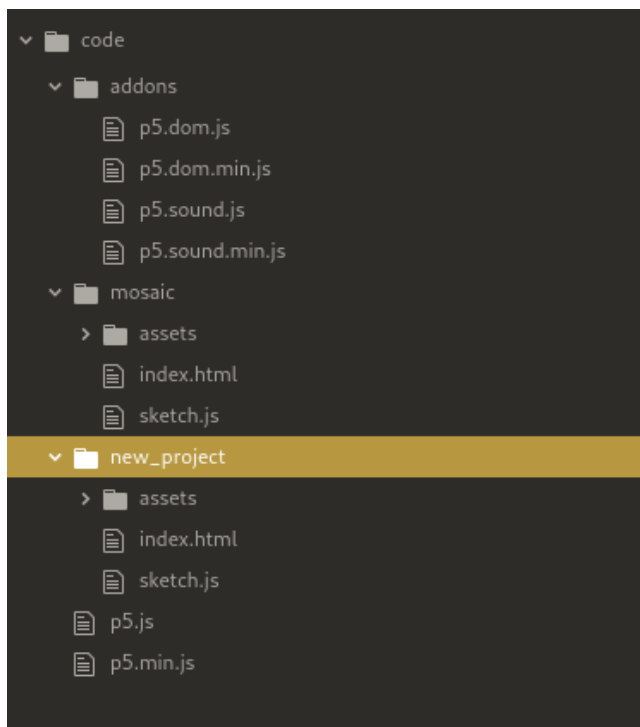 code
addons
p5.dom.js
p5.dom.min.js
p5.sound.js
p5.sound.min.js
mosaic
assets
index.html
sketch.js
new_project
assets
index.html
sketch.js
p5.js
p5.min.js